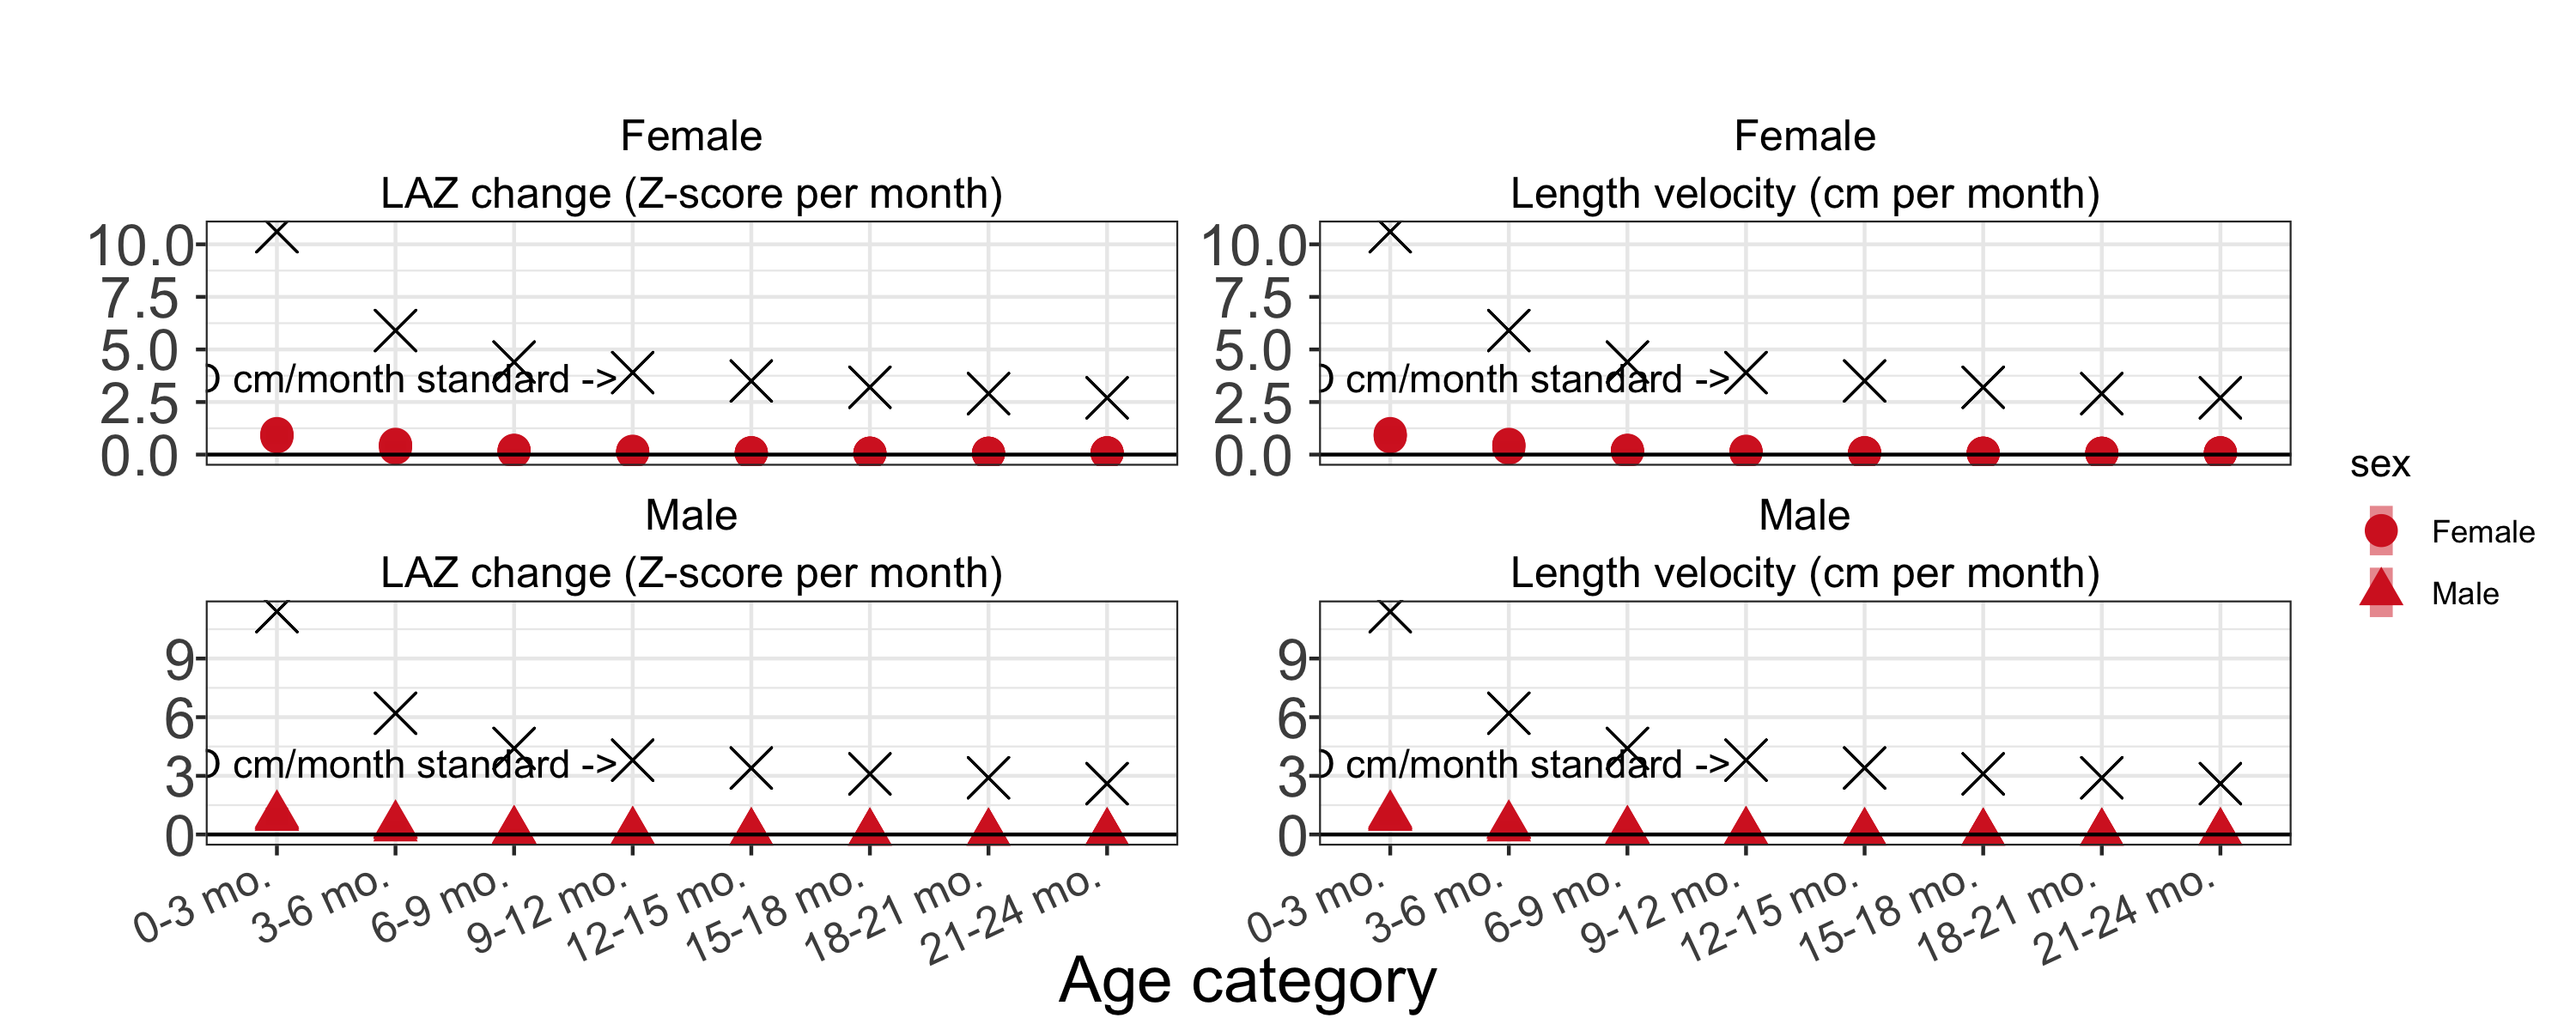 Female
LAZ change (Z-score per month)
10.0
7.5
5.0
2.5
0.0
cm/month standard ->
Female
Length velocity (cm per month)
10.0
7.5
5.0
2.5
0.0
cm/month standard ->
Male
LAZ change (Z-score per month)
9
6
3
0
cm/month standard ->
0-3 mo.
3-6 mo.
6-9 mo.
9-12 mo.
12-15 mo.
15-18 mo.
18-21 mo.
21-24 mo.
Male
Length velocity (cm per month)
9
6
3
0
cm/month standard ->
0-3 mo.
3-6 mo.
6-9 mo.
9-12 mo.
12-15 mo.
15-18 mo.
18-21 mo.
21-24 mo.
Age category
sex
Female
Male